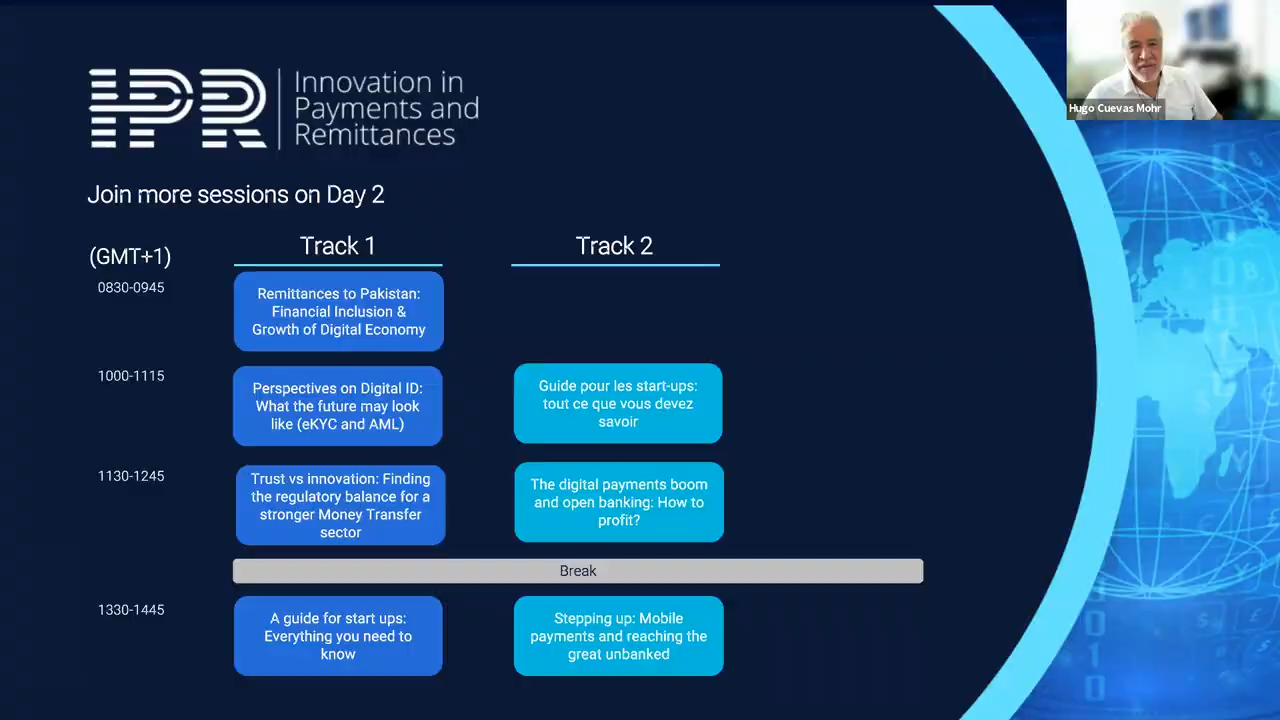 IPR
Innovation in
Payments and
Remittances
Hugo Cuevas Mohr
Join more sessions on Day 2
(GMT+1)
Track 1
Track 2
0830-0945
Remittances to Pakistan:
Financial Inclusion &
Growth of Digital Economy
1000-1115
Perspectives on Digital ID:
What the future may look
like (eKYC and AML)
Guide pour les start-ups:
tout ce que vous devez
savoir
1130-1245
Trust vs innovation: Finding
the regulatory balance for a
stronger Money Transfer
sector
The digital payments boom
and open banking: How to
profit?
Break
1330-1445
A guide for start ups:
Everything you need to
know
Stepping up: Mobile
payments and reaching the
great unbanked